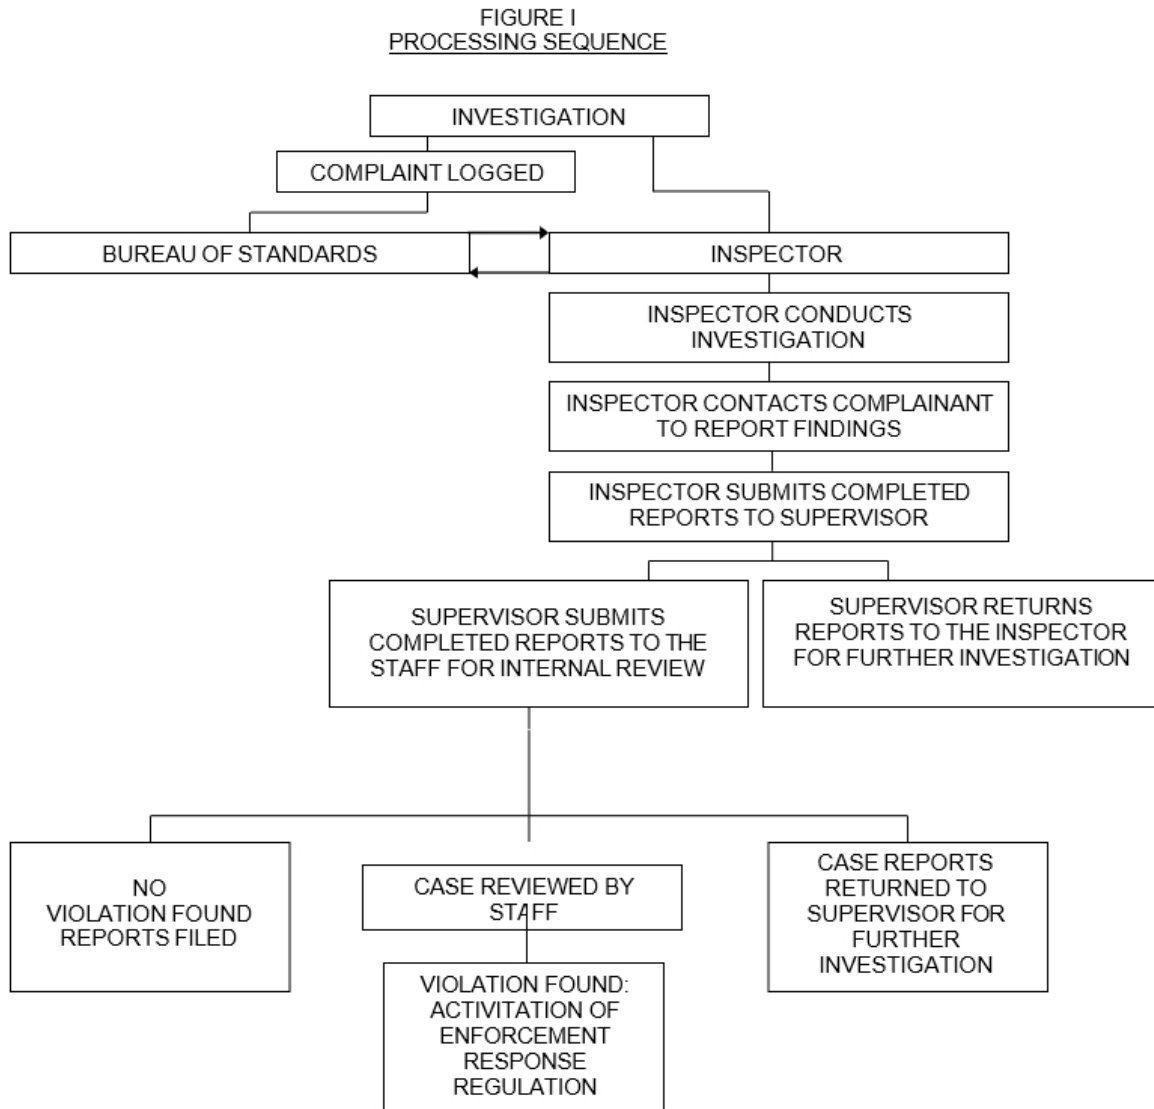 FIGURE I
PROCESSING SEQUENCE
INVESTIGATION
COMPLAINT LOGGED
BUREAU OF STANDARDS
INSPECTOR
INSPECTOR CONDUCTS
INVESTIGATION
INSPECTOR CONTACTS COMPLAINANT
TO REPORT FINDINGS
INSPECTOR SUBMITS COMPLETED
REPORTS TO SUPERVISOR
SUPERVISOR SUBMITS
COMPLETED REPORTS TO THE
STAFF FOR INTERNAL REVIEW
SUPERVISOR RETURNS
REPORTS TO THE INSPECTOR
FOR FURTHER INVESTIGATION
NO
VIOLATION FOUND
REPORTS FILED
CASE REVIEWED BY
STAFF
VIOLATION FOUND:
ACTIVITATION OF
ENFORCEMENT
RESPONSE
REGULATION
CASE REPORTS
RETURNED TO
SUPERVISOR FOR
FURTHER
INVESTIGATION